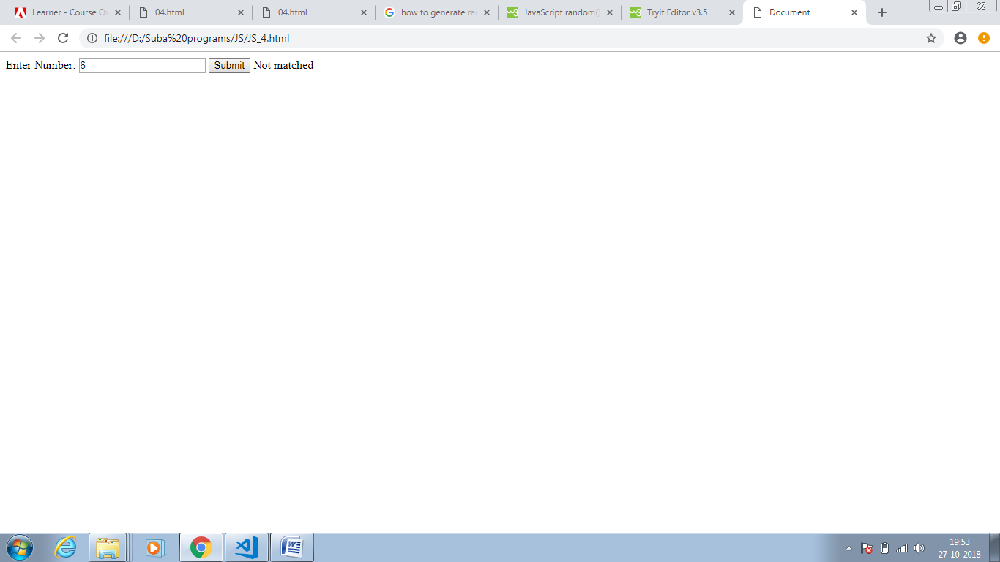 Learner - Course O
04.html
04.html
how to generate ra
JavaScript random()
Tryit Editor v3.5
Document
file:///D:/Suba%20programs/JS/JS_4.html
Enter Number: 6 Submit Not matched
19:53
27-10-2018